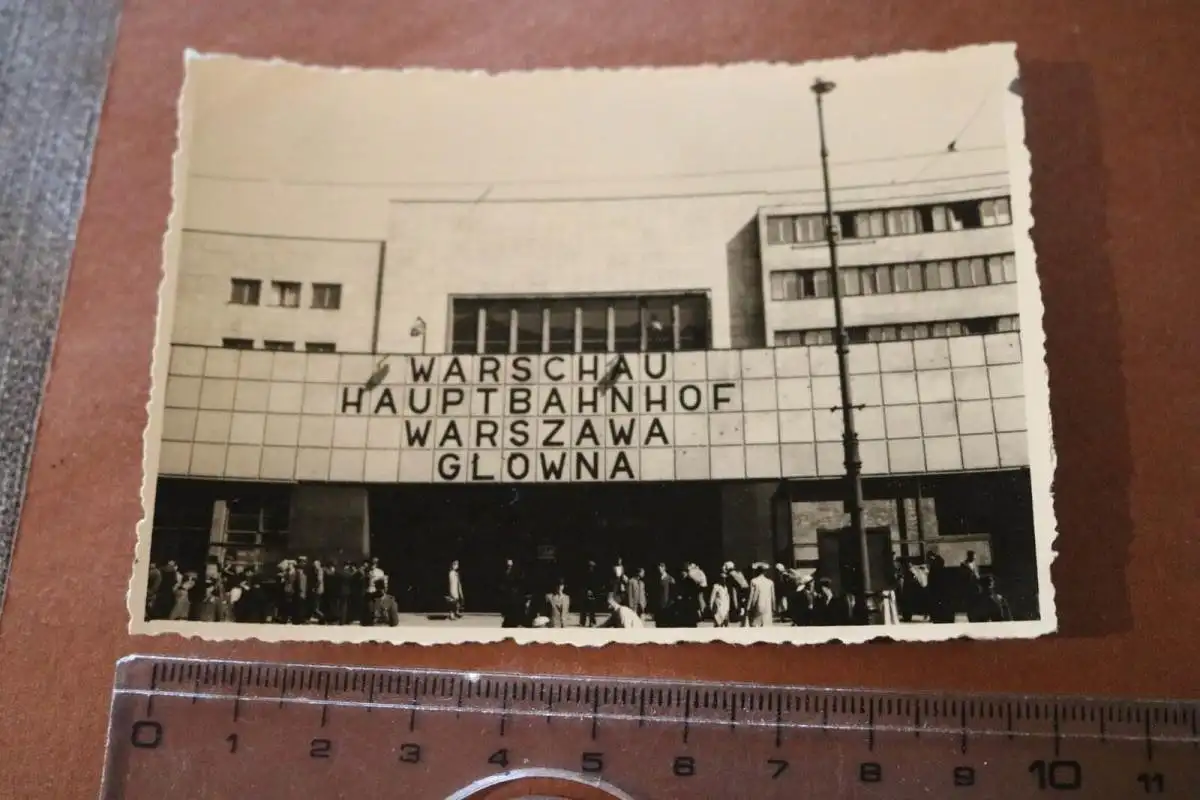 WARSCHAU
HAUPTBAHNHOF
WARSZAWA
GŁOWNA
0 1 2 3 4 5 6 7 8 9 10 11